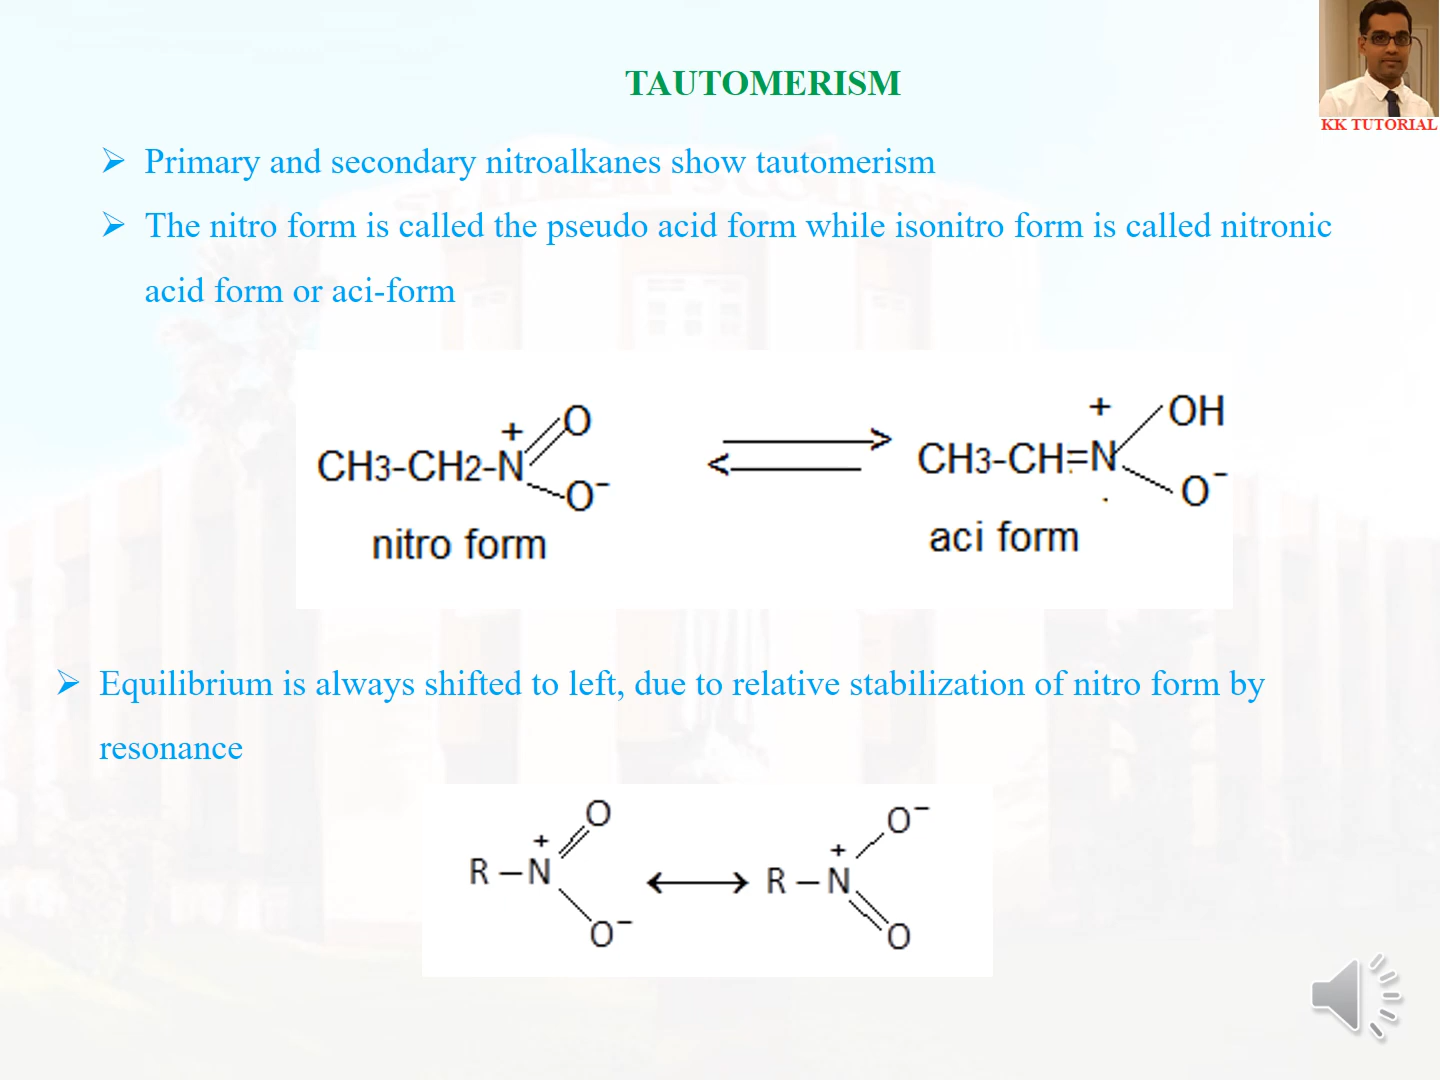 TAUTOMERISM
KK TUTORIAL
➢ Primary and secondary nitroalkanes show tautomerism
➢ The nitro form is called the pseudo acid form while isonitro form is called nitronic
acid form or aci-form
CH3-CH2-N
+
O
O⁻
nitro form
CH3-CH=N
+
OH
O⁻
aci form
➢ Equilibrium is always shifted to left, due to relative stabilization of nitro form by
resonance
R – N
+
O
O⁻
R – N
+
O⁻
O